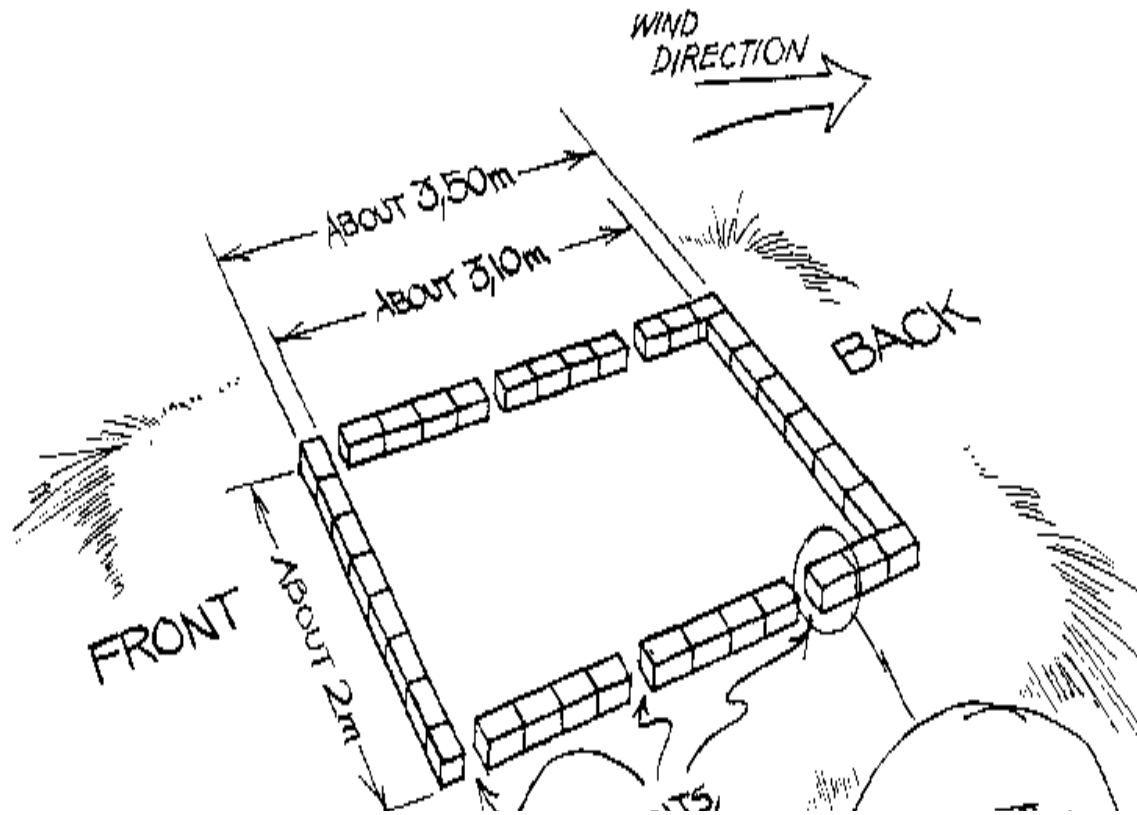 WIND
DIRECTION
ABOUT 3,50m
ABOUT 3,10m
BACK
FRONT
ABOUT 2m